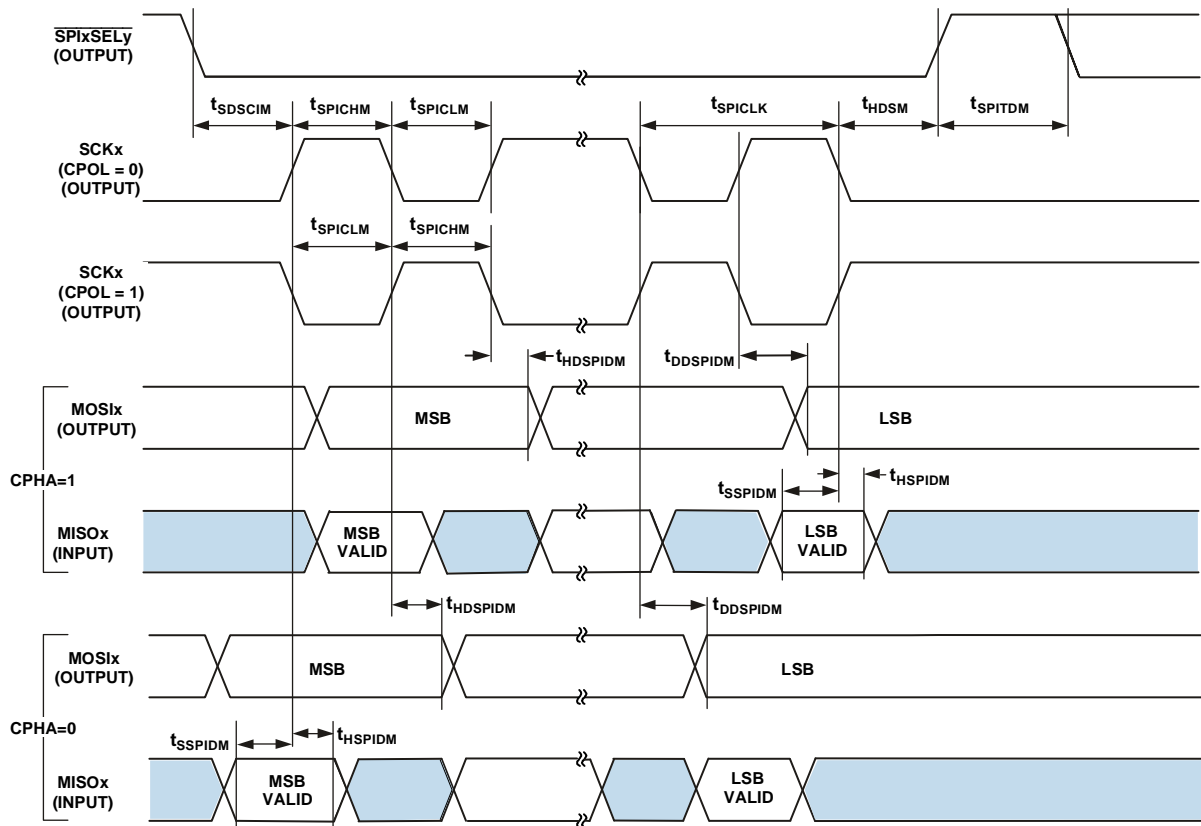 SPIxSELy
(OUTPUT)
tSDSCIM
tSPICHM
tSPICLM
tSPICLK
tHDSM
tSPITDM
SCKx
(CPOL = 0)
(OUTPUT)
tSPICLM
tSPICHM
SCKx
(CPOL = 1)
(OUTPUT)
tHDSPIDM
tDDSPIDM
MOSIx
(OUTPUT)
MSB
LSB
CPHA=1
tSSPIDM
tHSPIDM
MISOx
(INPUT)
MSB
VALID
LSB
VALID
tHDSPIDM
tDDSPIDM
MOSIx
(OUTPUT)
MSB
LSB
CPHA=0
tSSPIDM
tHSPIDM
MISOx
(INPUT)
MSB
VALID
LSB
VALID